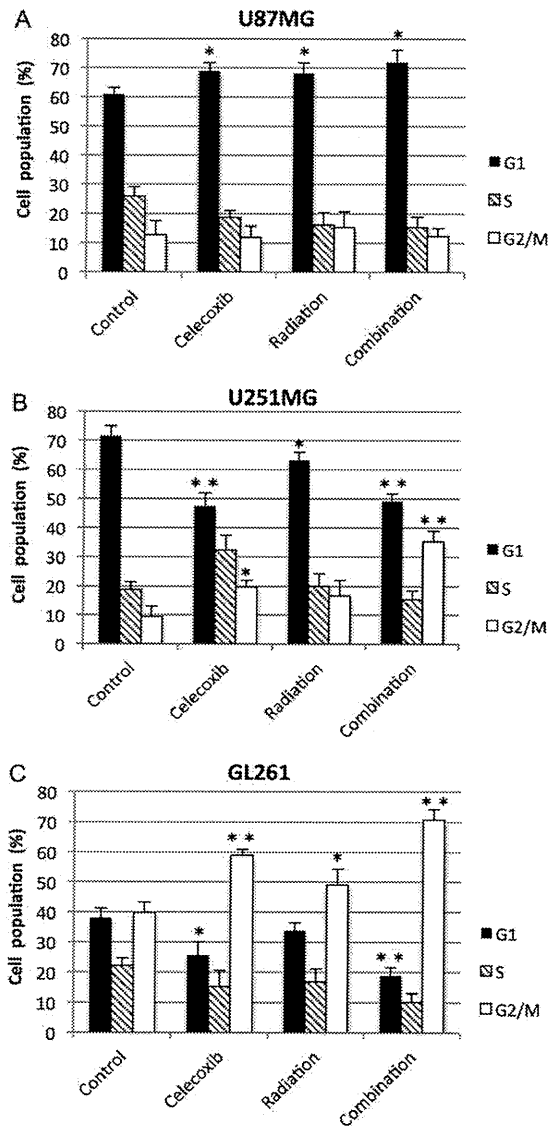 A
U87MG
Cell population (%)
80
70
60
50
40
30
20
10
0
*
*
*
Control
Celecoxib
Radiation
Combination
G1
S
G2/M
B
U251MG
Cell population (%)
80
70
60
50
40
30
20
10
0
* *
*
*
* *
* *
Control
Celecoxib
Radiation
Combination
G1
S
G2/M
C
GL261
Cell population (%)
80
70
60
50
40
30
20
10
0
*
* *
*
* *
* *
Control
Celecoxib
Radiation
Combination
G1
S
G2/M